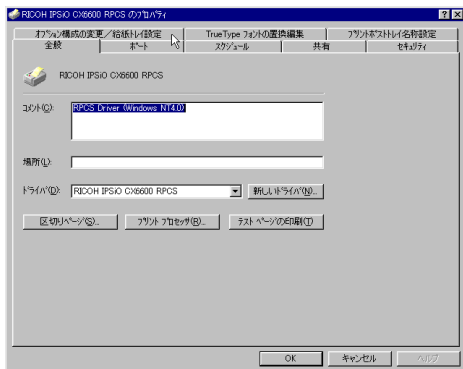 RICOH IPSiO CX6600 RPCS のプロパティ
オプション構成の変更／給紙トレイ設定 TrueType フォントの置換編集 プリントポストトレイ名称設定
全般 ポート スケジュール 共有 セキュリティ
RICOH IPSiO CX6600 RPCS
コメント(C): RPCS Driver (Windows NT4.0)
場所(L):
ドライバ(D): RICOH IPSiO CX6600 RPCS 新しいドライバ(N)...
区切りページ(S)... プリント プロセッサ(R)... テスト ページの印刷(T)
OK キャンセル ヘルプ